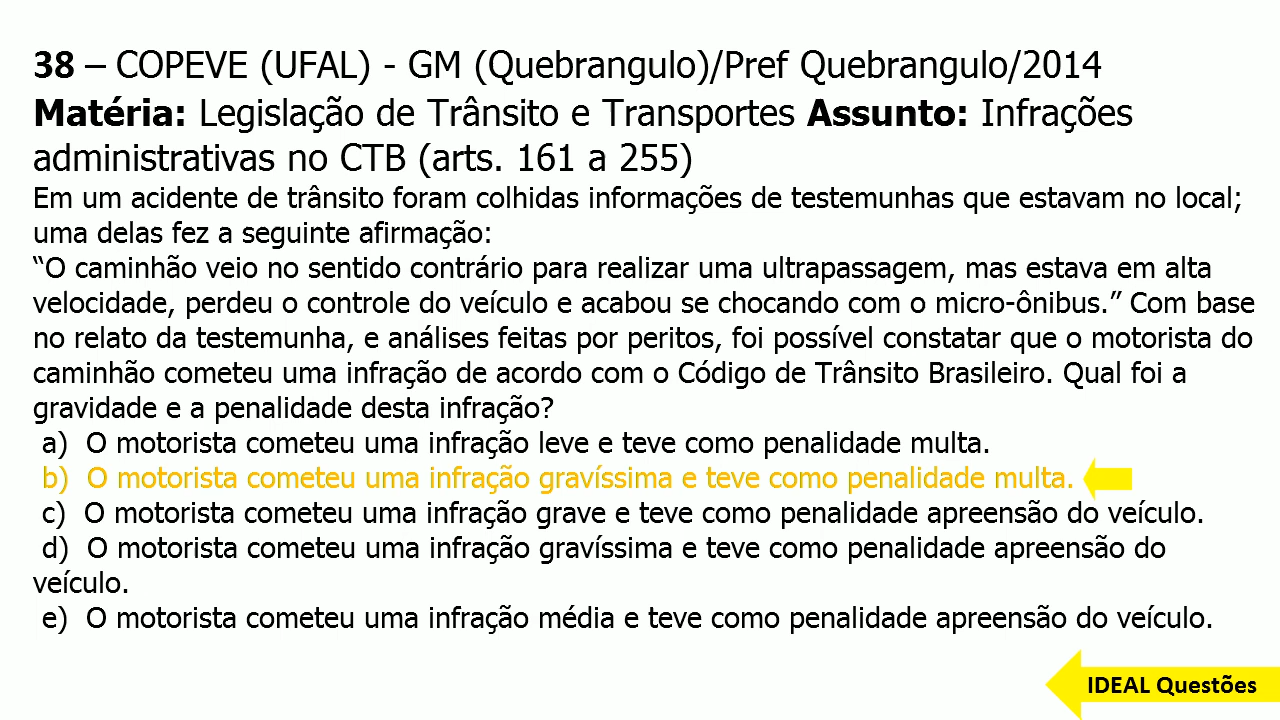 38 – COPEVE (UFAL) - GM (Quebrangulo)/Pref Quebrangulo/2014
Matéria: Legislação de Trânsito e Transportes Assunto: Infrações
administrativas no CTB (arts. 161 a 255)
Em um acidente de trânsito foram colhidas informações de testemunhas que estavam no local;
uma delas fez a seguinte afirmação:
“O caminhão veio no sentido contrário para realizar uma ultrapassagem, mas estava em alta
velocidade, perdeu o controle do veículo e acabou se chocando com o micro-ônibus.” Com base
no relato da testemunha, e análises feitas por peritos, foi possível constatar que o motorista do
caminhão cometeu uma infração de acordo com o Código de Trânsito Brasileiro. Qual foi a
gravidade e a penalidade desta infração?
a) O motorista cometeu uma infração leve e teve como penalidade multa.
b) O motorista cometeu uma infração gravíssima e teve como penalidade multa.
c) O motorista cometeu uma infração grave e teve como penalidade apreensão do veículo.
d) O motorista cometeu uma infração gravíssima e teve como penalidade apreensão do
veículo.
e) O motorista cometeu uma infração média e teve como penalidade apreensão do veículo.
IDEAL Questões